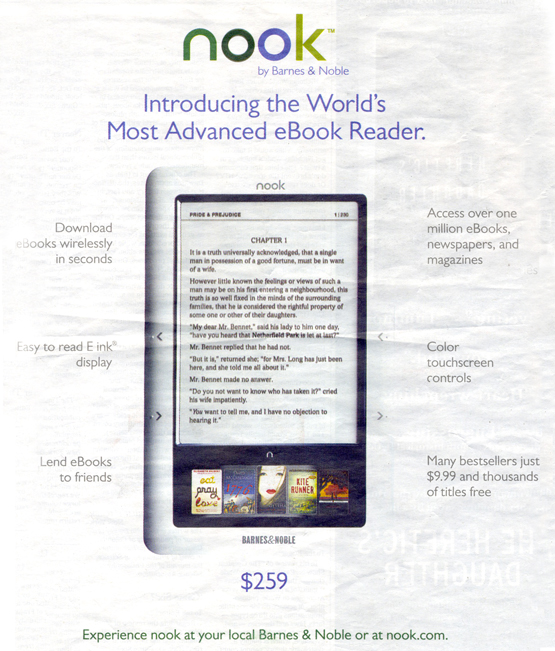 nook™
by Barnes & Noble
Introducing the World's
Most Advanced eBook Reader.
nook
PRIDE & PREJUDICE
CHAPTER 1
It is a truth universally acknowledged, that a single
man in possession of a good fortune, must be in want
of a wife.
However little known the feelings or views of such a
man may be on his first entering a neighbourhood, this
truth is so well fixed in the minds of the surrounding
families, that he is considered the rightful property of
some one or other of their daughters.
"My dear Mr. Bennet," said his lady to him one day,
"have you heard that Netherfield Park is let at last?"
Mr. Bennet replied that he had not.
"But it is," returned she; "for Mrs. Long has just been
here, and she told me all about it."
Mr. Bennet made no answer.
"Do you not want to know who has taken it?" cried
his wife impatiently.
"You want to tell me, and I have no objection to
hearing it."
Download
eBooks wirelessly
in seconds
Easy to read E ink®
display
Lend eBooks
to friends
Access over one
million eBooks,
newspapers, and
magazines
Color
touchscreen
controls
Many bestsellers just
$9.99 and thousands
of titles free
eat
pray
love
KITE
RUNNER
BARNES&NOBLE
$259
Experience nook at your local Barnes & Noble or at nook.com.